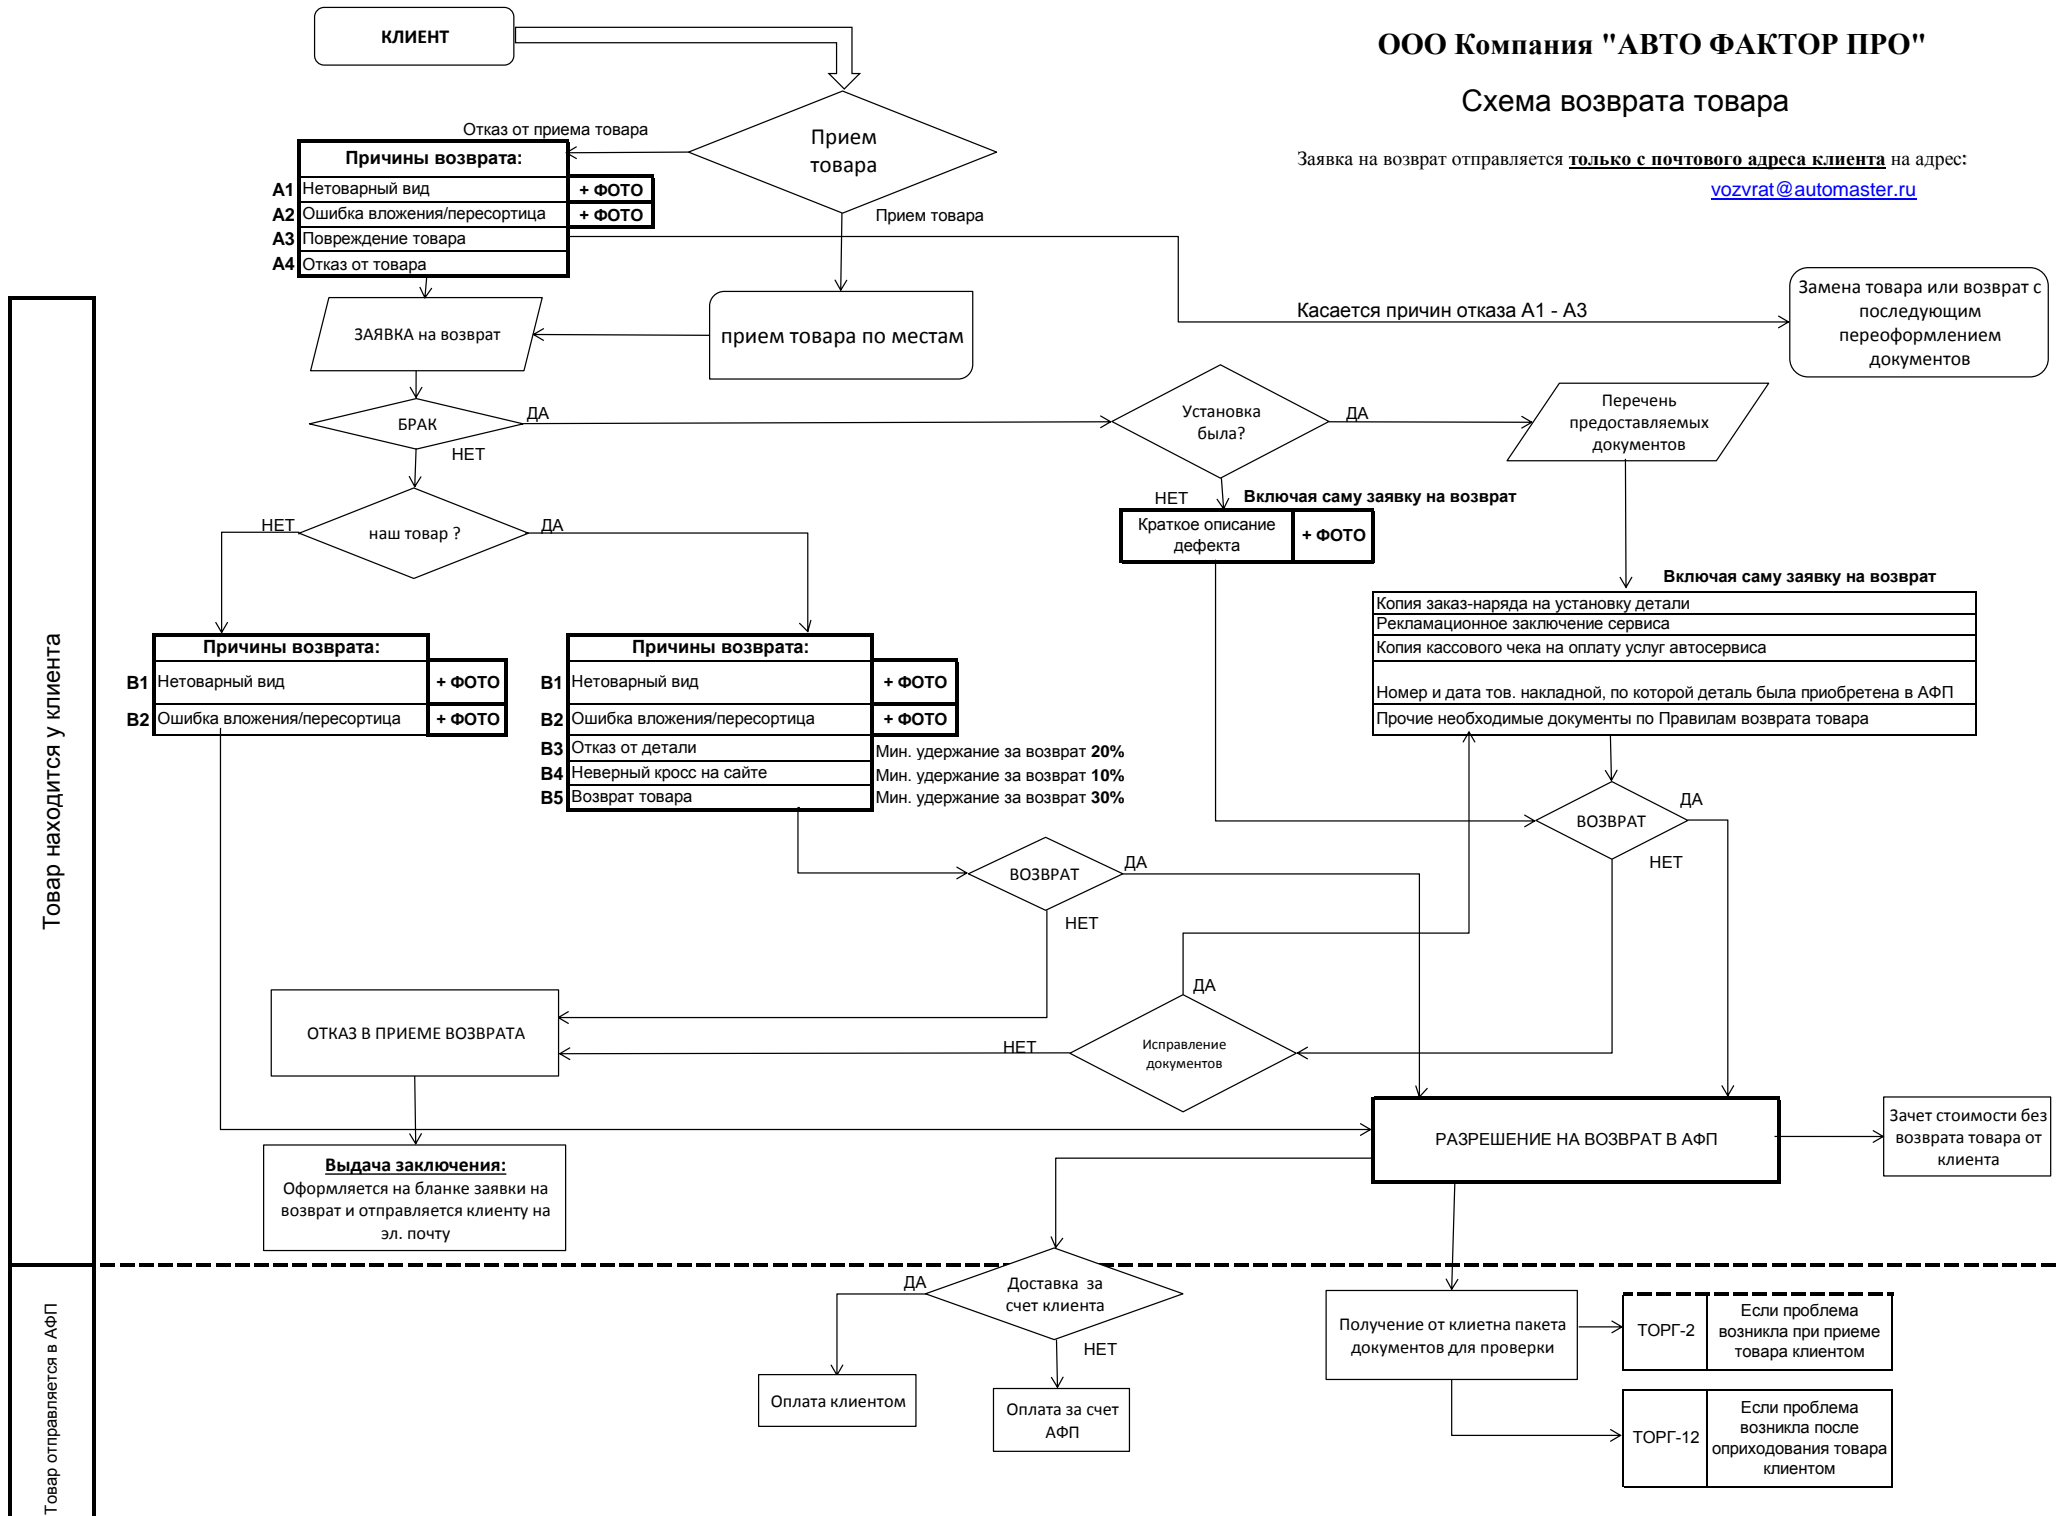 КЛИЕНТ
ООО Компания "АВТО ФАКТОР ПРО"
Схема возврата товара
Заявка на возврат отправляется только с почтового адреса клиента на адрес:
vozvrat@automaster.ru
Прием
товара
Отказ от приема товара
Прием товара
Причины возврата:
А1 Нетоварный вид + ФОТО
А2 Ошибка вложения/пересортица + ФОТО
А3 Повреждение товара
А4 Отказ от товара
Касается причин отказа А1 - А3
Замена товара или возврат с
последующим
переоформлением
документов
ЗАЯВКА на возврат
прием товара по местам
БРАК
ДА
НЕТ
Установка
была?
ДА
НЕТ
Перечень
предоставляемых
документов
Включая саму заявку на возврат
Краткое описание
дефекта
+ ФОТО
наш товар ?
НЕТ
ДА
Включая саму заявку на возврат
Копия заказ-наряда на установку детали
Рекламационное заключение сервиса
Копия кассового чека на оплату услуг автосервиса
Номер и дата тов. накладной, по которой деталь была приобретена в АФП
Прочие необходимые документы по Правилам возврата товара
Причины возврата:
В1 Нетоварный вид + ФОТО
В2 Ошибка вложения/пересортица + ФОТО
Причины возврата:
В1 Нетоварный вид + ФОТО
В2 Ошибка вложения/пересортица + ФОТО
В3 Отказ от детали Мин. удержание за возврат 20%
В4 Неверный кросс на сайте Мин. удержание за возврат 10%
В5 Возврат товара Мин. удержание за возврат 30%
ВОЗВРАТ
ДА
НЕТ
ВОЗВРАТ
ДА
НЕТ
Исправление
документов
ДА
НЕТ
ОТКАЗ В ПРИЕМЕ ВОЗВРАТА
Выдача заключения:
Оформляется на бланке заявки на
возврат и отправляется клиенту на
эл. почту
РАЗРЕШЕНИЕ НА ВОЗВРАТ В АФП
Зачет стоимости без
возврата товара от
клиента
Товар находится у клиента
Товар отправляется в АФП
Доставка за
счет клиента
ДА
НЕТ
Оплата клиентом
Оплата за счет
АФП
Получение от клиетна пакета
документов для проверки
ТОРГ-2
Если проблема
возникла при приеме
товара клиентом
ТОРГ-12
Если проблема
возникла после
оприходования товара
клиентом